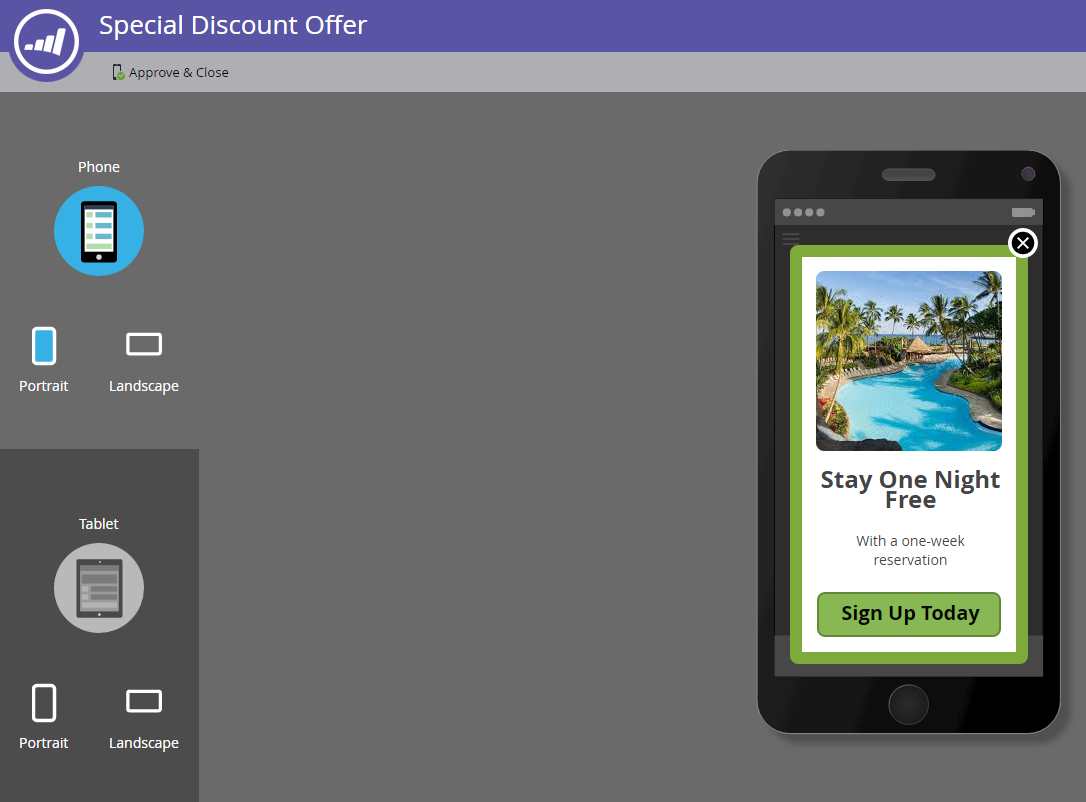 Special Discount Offer
Approve & Close
Phone
Portrait
Landscape
Tablet
Portrait
Landscape
Stay One Night
Free
With a one-week
reservation
Sign Up Today